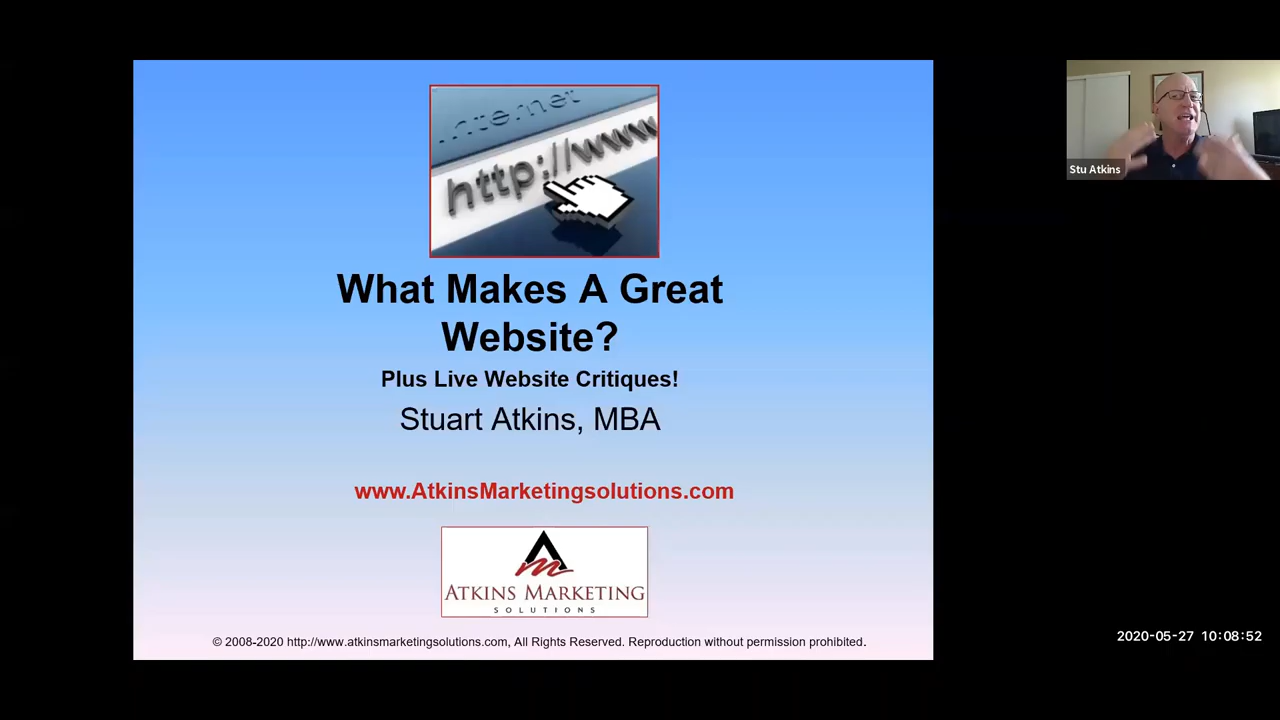 Internet
http://www
What Makes A Great
Website?
Plus Live Website Critiques!
Stuart Atkins, MBA
www.AtkinsMarketingsolutions.com
ATKINS MARKETING
SOLUTIONS
© 2008-2020 http://www.atkinsmarketingsolutions.com, All Rights Reserved. Reproduction without permission prohibited.
Stu Atkins
2020-05-27 10:08:52